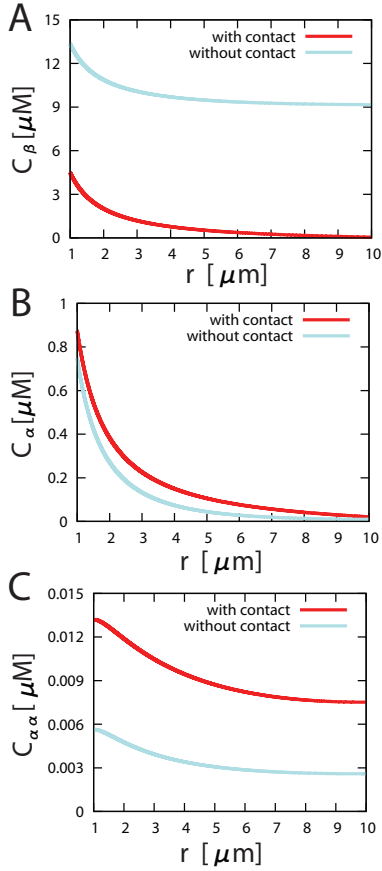 A
15
with contact
without contact
12
9
6
3
0
C β [μM]
1 2 3 4 5 6 7 8 9 10
r [ μm]
B
1
with contact
without contact
0.8
0.6
0.4
0.2
0
C α [μM]
1 2 3 4 5 6 7 8 9 10
r [ μm]
C
0.015
with contact
without contact
0.012
0.009
0.006
0.003
0
C α α [ μM]
1 2 3 4 5 6 7 8 9 10
r [ μm]